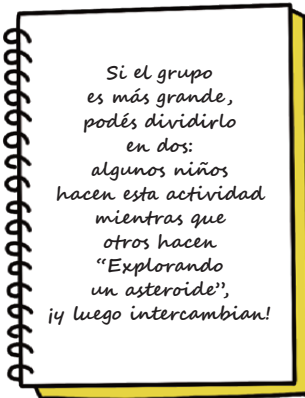 Si el grupo
es más grande,
podés dividirlo
en dos:
algunos niños
hacen esta actividad
mientras que
otros hacen
“Explorando
un asteroide”,
¡y luego intercambian!